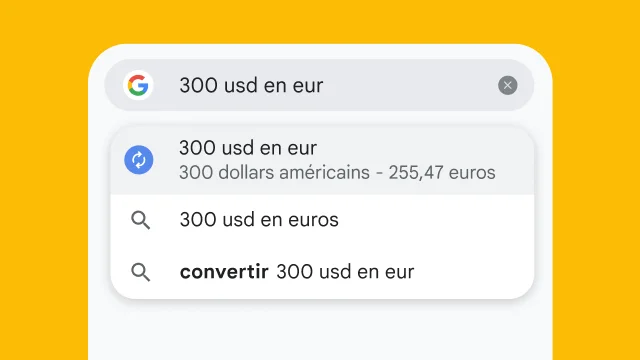 300 usd en eur
300 usd en eur
300 dollars américains - 255,47 euros
300 usd en euros
convertir 300 usd en eur